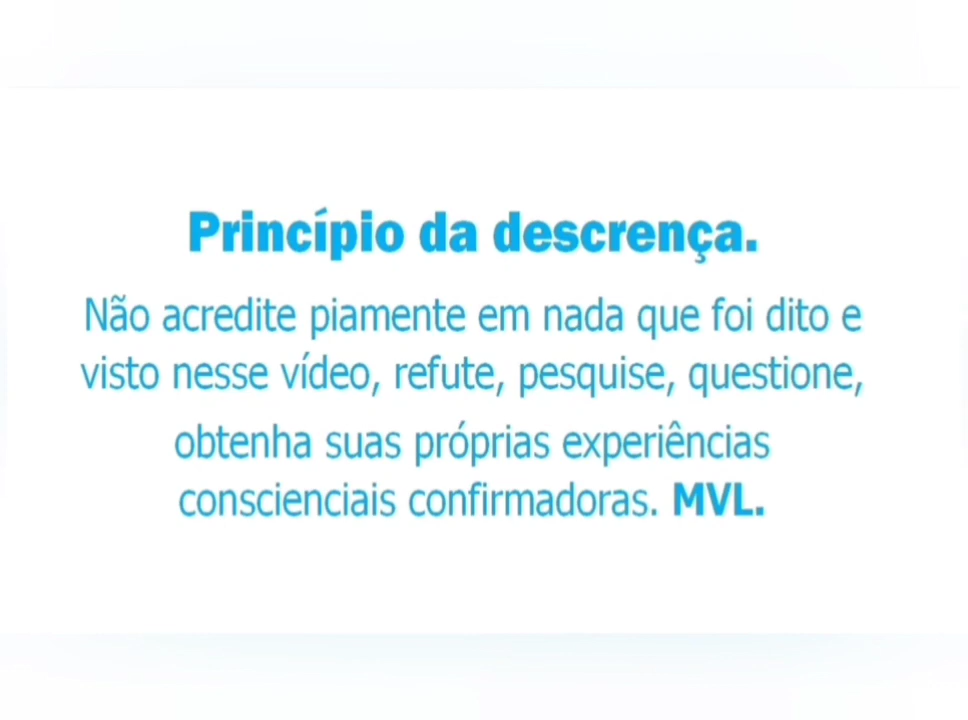 Princípio da descrença.
Não acredite piamente em nada que foi dito e
visto nesse vídeo, refute, pesquise, questione,
obtenha suas próprias experiências
conscienciais confirmadoras. MVL.